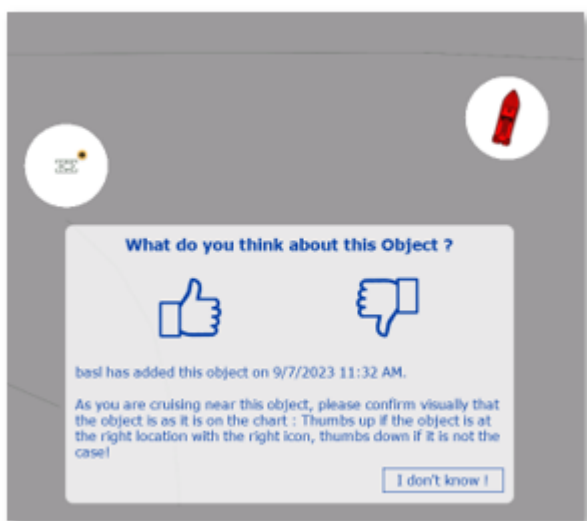 What do you think about this Object ?
basl has added this object on 9/7/2023 11:32 AM.
As you are cruising near this object, please confirm visually that
the object is as it is on the chart : Thumbs up if the object is at
the right location with the right icon, thumbs down if it is not the
case!
I don't know !